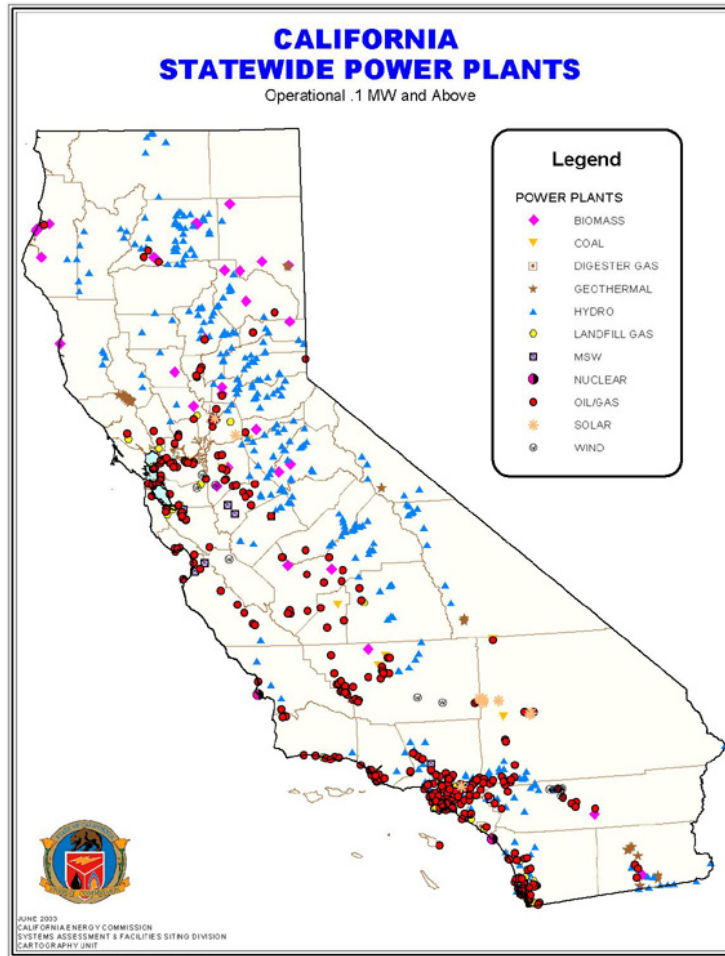 CALIFORNIA
STATEWIDE POWER PLANTS
Operational .1 MW and Above
Legend
POWER PLANTS
BIOMASS
COAL
DIGESTER GAS
GEOTHERMAL
HYDRO
LANDFILL GAS
MSW
NUCLEAR
OIL/GAS
SOLAR
WIND
JUNE 2003
CALIFORNIA ENERGY COMMISSION
SYSTEMS ASSESSMENT & FACILITIES SITING DIVISION
CARTOGRAPHY UNIT